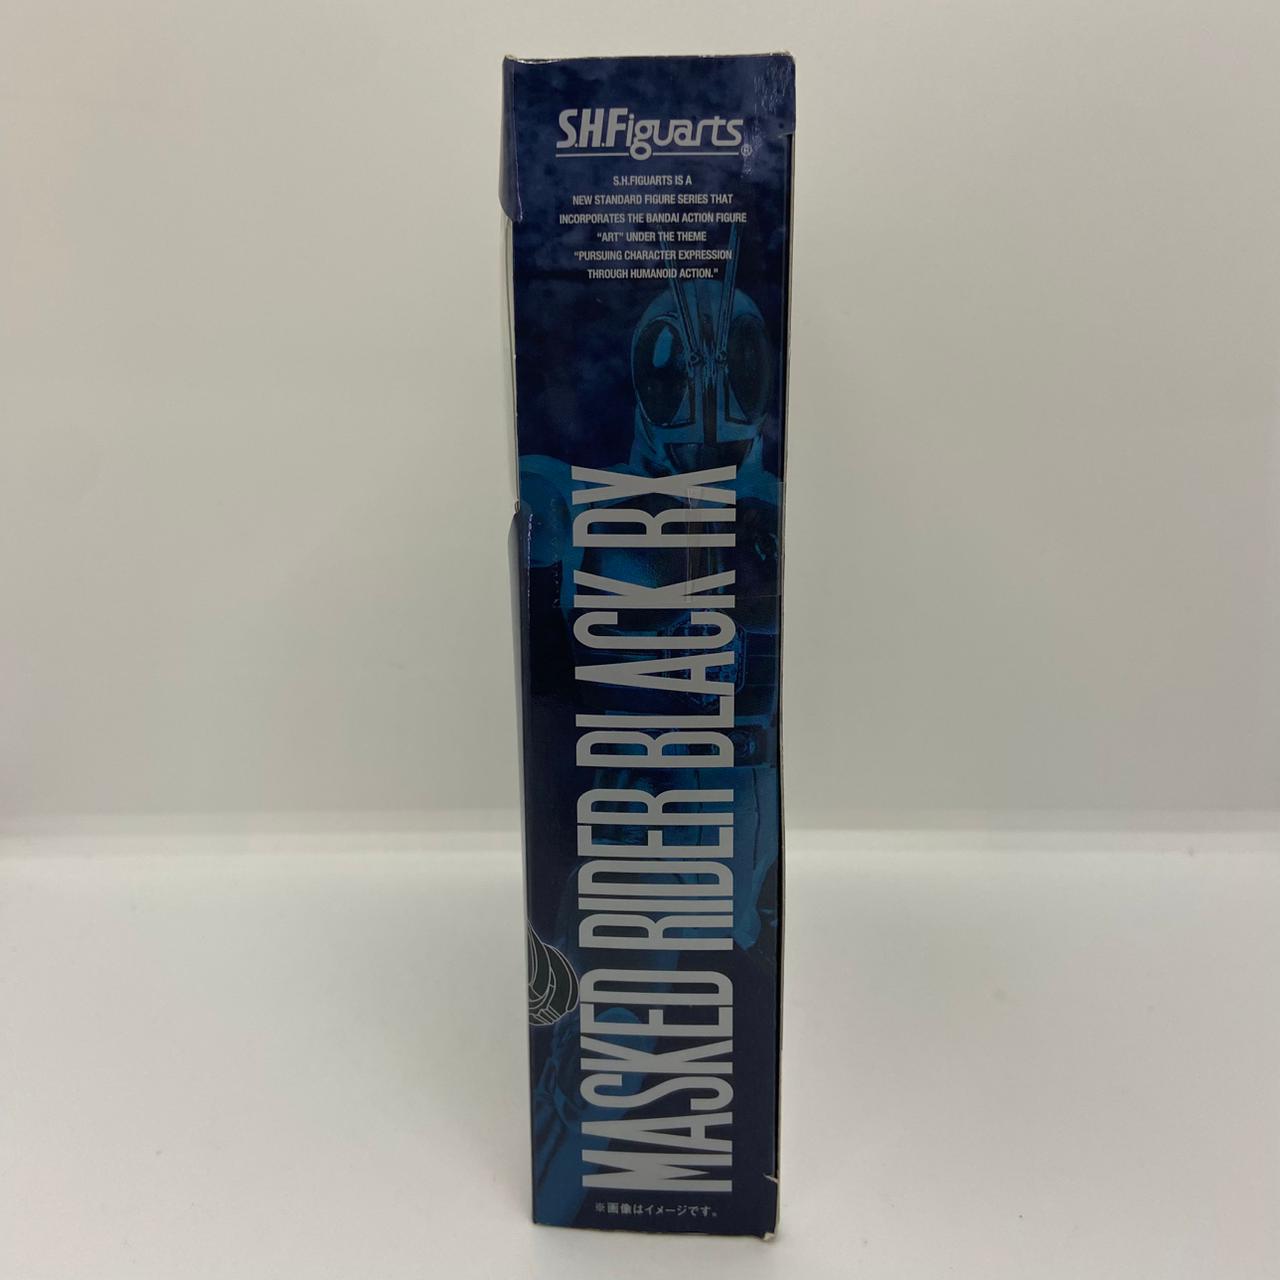 S.H.Figuarts®
S.H.FIGUARTS IS A
NEW STANDARD FIGURE SERIES THAT
INCORPORATES THE BANDAI ACTION FIGURE
"ART" UNDER THE THEME
"PURSUING CHARACTER EXPRESSION
THROUGH HUMANOID ACTION."
MASKED RIDER BLACK RX
※画像はイメージです。